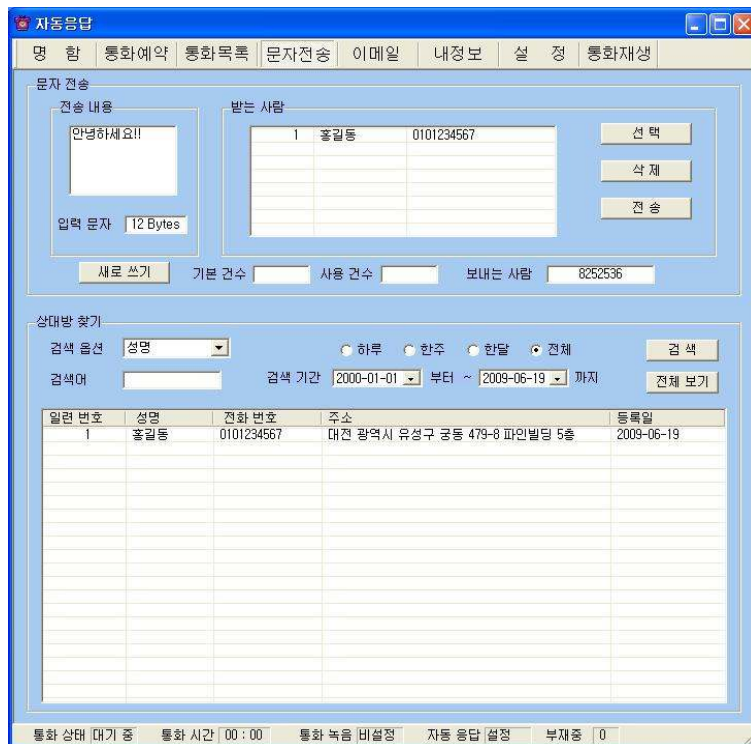 자동응답
명 함 통화예약 통화목록 문자전송 이메일 내정보 설 정 통화재생
문자 전송
전송 내용 받는 사람
안녕하세요!! 1 홍길동 0101234567 선 택
삭 제
입력 문자 12 Bytes 전 송
새로 쓰기 기본 건수 사용 건수 보내는 사람 8252536
상대방 찾기
검색 옵션 성명 하루 한주 한달 전체 검 색
검색어 검색 기간 2000-01-01 부터 ~ 2009-06-19 까지 전체 보기
일련 번호 성명 전화 번호 주소 등록일
1 홍길동 0101234567 대전 광역시 유성구 궁동 479-8 파인빌딩 5층 2009-06-19
통화 상태 대기 중 통화 시간 00 : 00 통화 녹음 비설정 자동 응답 설정 부재중 0